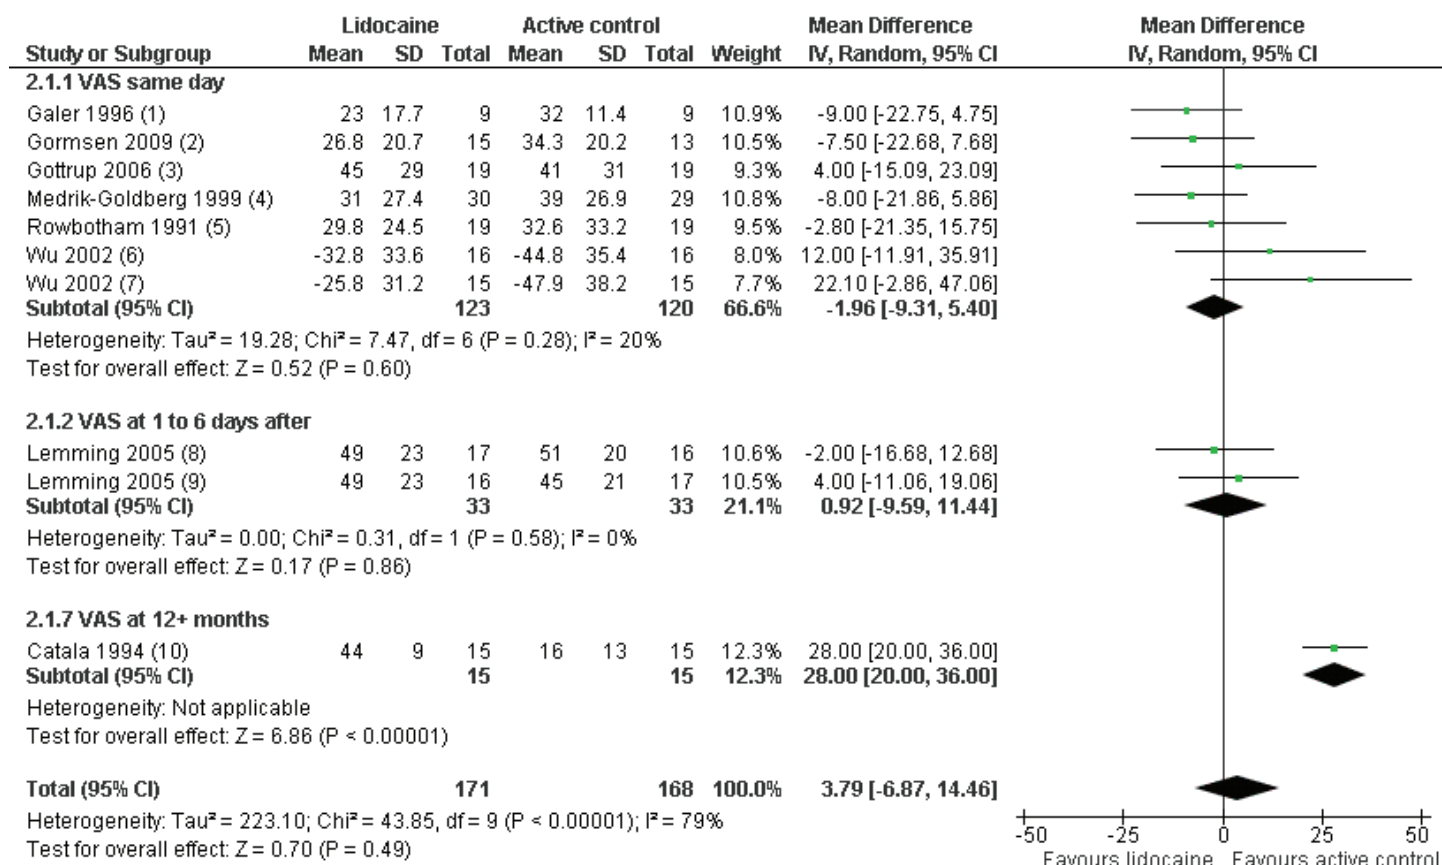 Lidocaine Active control Mean Difference Mean Difference
Study or Subgroup Mean SD Total Mean SD Total Weight IV, Random, 95% CI IV, Random, 95% CI
2.1.1 VAS same day
Galer 1996 (1) 23 17.7 9 32 11.4 9 10.9% -9.00 [-22.75, 4.75]
Gormsen 2009 (2) 26.8 20.7 15 34.3 20.2 13 10.5% -7.50 [-22.68, 7.68]
Gottrup 2006 (3) 45 29 19 41 31 19 9.3% 4.00 [-15.09, 23.09]
Medrik-Goldberg 1999 (4) 31 27.4 30 39 26.9 29 10.8% -8.00 [-21.86, 5.86]
Rowbotham 1991 (5) 29.8 24.5 19 32.6 33.2 19 9.5% -2.80 [-21.35, 15.75]
Wu 2002 (6) -32.8 33.6 16 -44.8 35.4 16 8.0% 12.00 [-11.91, 35.91]
Wu 2002 (7) -25.8 31.2 15 -47.9 38.2 15 7.7% 22.10 [-2.86, 47.06]
Subtotal (95% CI) 123 120 66.6% -1.96 [-9.31, 5.40]
Heterogeneity: Tau² = 19.28; Chi² = 7.47, df = 6 (P = 0.28); I² = 20%
Test for overall effect: Z = 0.52 (P = 0.60)
2.1.2 VAS at 1 to 6 days after
Lemming 2005 (8) 49 23 17 51 20 16 10.6% -2.00 [-16.68, 12.68]
Lemming 2005 (9) 49 23 16 45 21 17 10.5% 4.00 [-11.06, 19.06]
Subtotal (95% CI) 33 33 21.1% 0.92 [-9.59, 11.44]
Heterogeneity: Tau² = 0.00; Chi² = 0.31, df = 1 (P = 0.58); I² = 0%
Test for overall effect: Z = 0.17 (P = 0.86)
2.1.7 VAS at 12+ months
Catala 1994 (10) 44 9 15 16 13 15 12.3% 28.00 [20.00, 36.00]
Subtotal (95% CI) 15 15 12.3% 28.00 [20.00, 36.00]
Heterogeneity: Not applicable
Test for overall effect: Z = 6.86 (P < 0.00001)
Total (95% CI) 171 168 100.0% 3.79 [-6.87, 14.46]
Heterogeneity: Tau² = 223.10; Chi² = 43.85, df = 9 (P < 0.00001); I² = 79%
Test for overall effect: Z = 0.70 (P = 0.49)
-50 -25 0 25 50
Favours lidocaine Favours active control